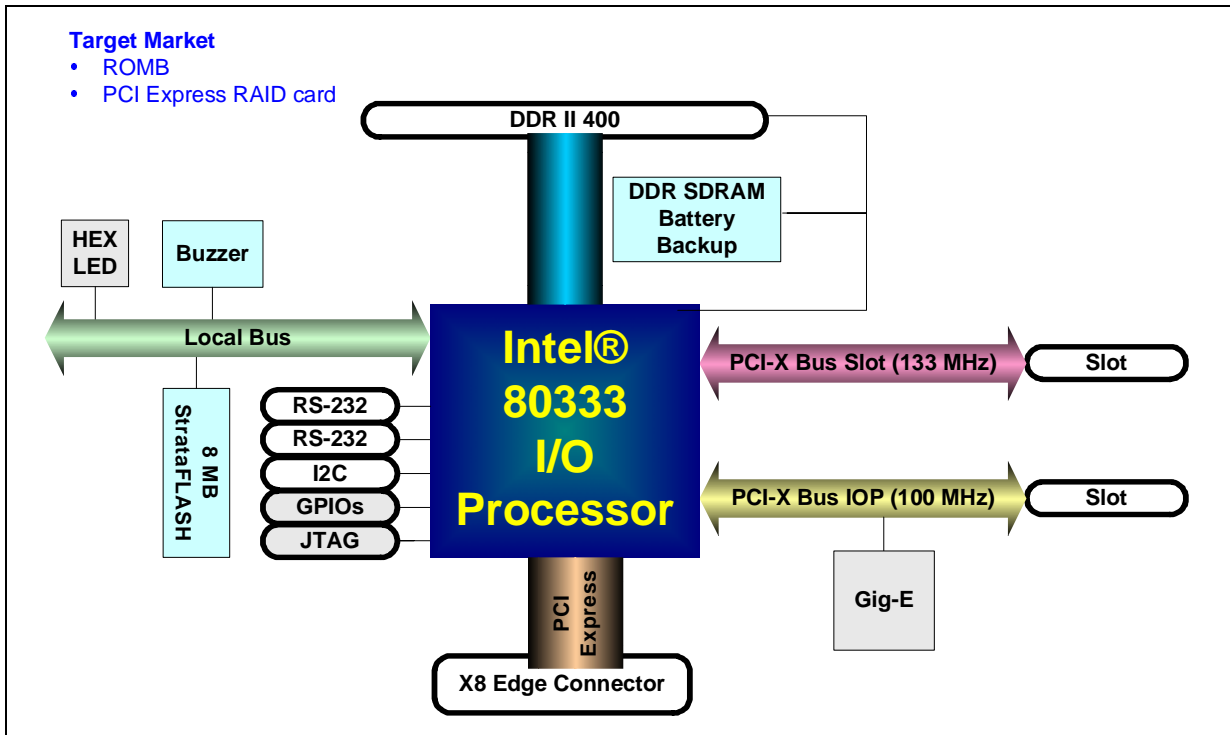 Target Market
• ROMB
• PCI Express RAID card
DDR II 400
DDR SDRAM
Battery
Backup
HEX
LED
Buzzer
Local Bus
8 MB
StrataFLASH
RS-232
RS-232
I2C
GPIOs
JTAG
Intel®
80333
I/O
Processor
PCI-X Bus Slot (133 MHz)
Slot
PCI-X Bus IOP (100 MHz)
Slot
Gig-E
PCI
Express
X8 Edge Connector